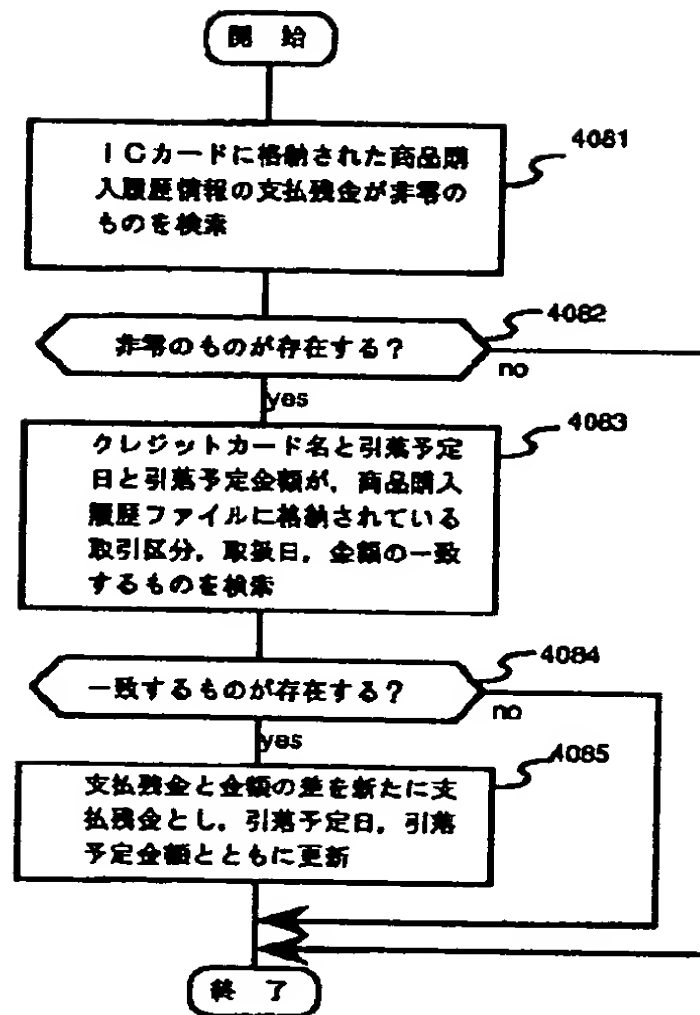 開 始
4081
ＩＣカードに格納された商品購
入履歴情報の支払残金が非零の
ものを検索
4082
非零のものが存在する？
no
yes
4083
クレジットカード名と引落予定
日と引落予定金額が，商品購入
履歴ファイルに格納されている
取引区分，取扱日，金額の一致
するものを検索
4084
一致するものが存在する？
no
yes
4085
支払残金と金額の差を新たに支
払残金とし，引落予定日，引落
予定金額とともに更新
終 了